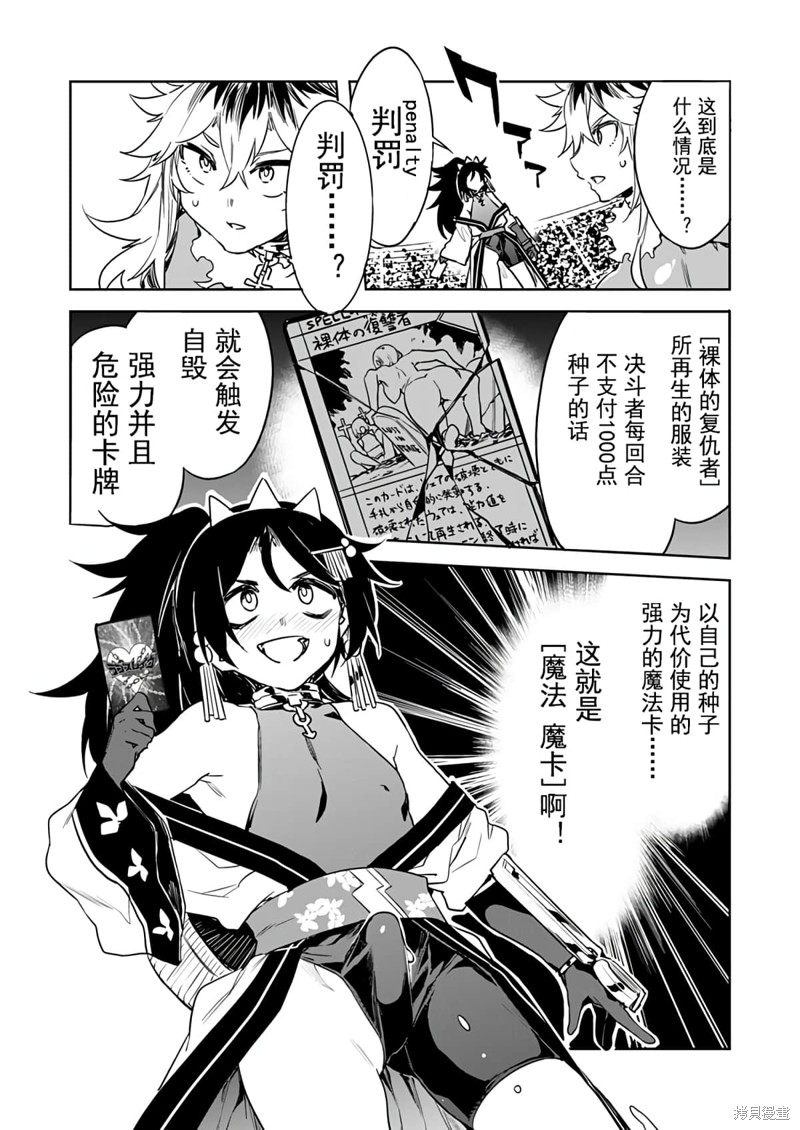 这到底是
什么情况……?
penalty
判罚
判罚……?
[裸体的复仇者]
所再生的服装
决斗者每回合
不支付1000点
种子的话
SPELL
裸体の復讐者
就会触发
自毁
强力并且
危险的卡牌
以自己的种子
为代价使用的
强力的魔法卡……
这就是
[魔法 魔卡]啊!
拷贝漫畫